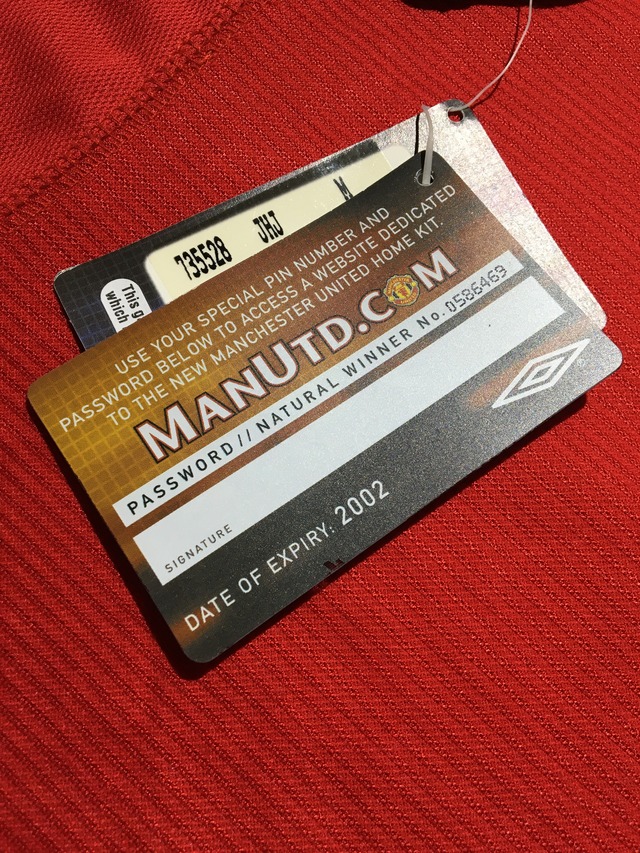 735528 JHJ M
This g
which
USE YOUR SPECIAL PIN NUMBER AND
PASSWORD BELOW TO ACCESS A WEBSITE DEDICATED
TO THE NEW MANCHESTER UNITED HOME KIT.
MANUTD.COM
PASSWORD // NATURAL WINNER No. 0586469
SIGNATURE
DATE OF EXPIRY: 2002